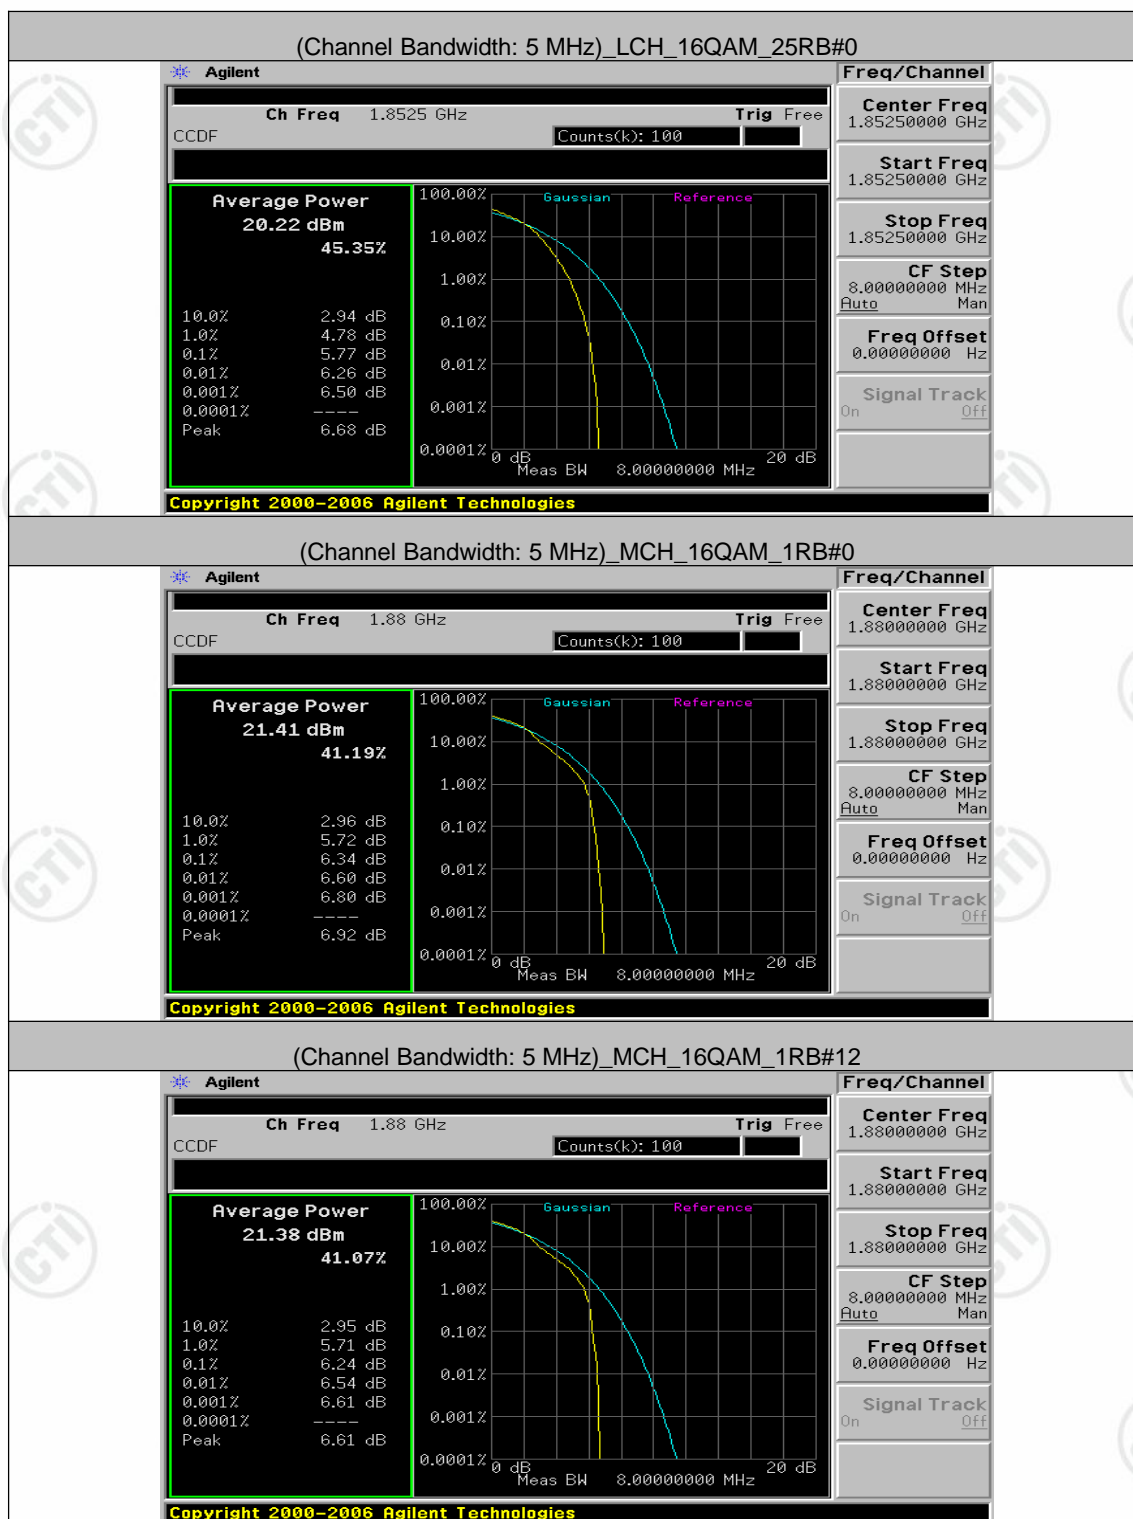 (Channel Bandwidth: 5 MHz)_LCH_16QAM_25RB#0
Agilent
Freq/Channel
Ch Freq 1.8525 GHz Trig Free
CCDF Counts(k): 100
Average Power
20.22 dBm
45.35%
10.0% 2.94 dB
1.0% 4.78 dB
0.1% 5.77 dB
0.01% 6.26 dB
0.001% 6.50 dB
0.0001% ----
Peak 6.68 dB
100.00%
Gaussian Reference
10.00%
1.00%
0.10%
0.01%
0.001%
0.0001%
0 dB 20 dB
Meas BW 8.00000000 MHz
Center Freq
1.85250000 GHz
Start Freq
1.85250000 GHz
Stop Freq
1.85250000 GHz
CF Step
8.00000000 MHz
Auto Man
Freq Offset
0.00000000 Hz
Signal Track
On Off
Copyright 2000-2006 Agilent Technologies
(Channel Bandwidth: 5 MHz)_MCH_16QAM_1RB#0
Agilent
Freq/Channel
Ch Freq 1.88 GHz Trig Free
CCDF Counts(k): 100
Average Power
21.41 dBm
41.19%
10.0% 2.96 dB
1.0% 5.72 dB
0.1% 6.34 dB
0.01% 6.60 dB
0.001% 6.80 dB
0.0001% ----
Peak 6.92 dB
100.00%
Gaussian Reference
10.00%
1.00%
0.10%
0.01%
0.001%
0.0001%
0 dB 20 dB
Meas BW 8.00000000 MHz
Center Freq
1.88000000 GHz
Start Freq
1.88000000 GHz
Stop Freq
1.88000000 GHz
CF Step
8.00000000 MHz
Auto Man
Freq Offset
0.00000000 Hz
Signal Track
On Off
Copyright 2000-2006 Agilent Technologies
(Channel Bandwidth: 5 MHz)_MCH_16QAM_1RB#12
Agilent
Freq/Channel
Ch Freq 1.88 GHz Trig Free
CCDF Counts(k): 100
Average Power
21.38 dBm
41.07%
10.0% 2.95 dB
1.0% 5.71 dB
0.1% 6.24 dB
0.01% 6.54 dB
0.001% 6.61 dB
0.0001% ----
Peak 6.61 dB
100.00%
Gaussian Reference
10.00%
1.00%
0.10%
0.01%
0.001%
0.0001%
0 dB 20 dB
Meas BW 8.00000000 MHz
Center Freq
1.88000000 GHz
Start Freq
1.88000000 GHz
Stop Freq
1.88000000 GHz
CF Step
8.00000000 MHz
Auto Man
Freq Offset
0.00000000 Hz
Signal Track
On Off
Copyright 2000-2006 Agilent Technologies
CTI
CTI
CTI
CTI